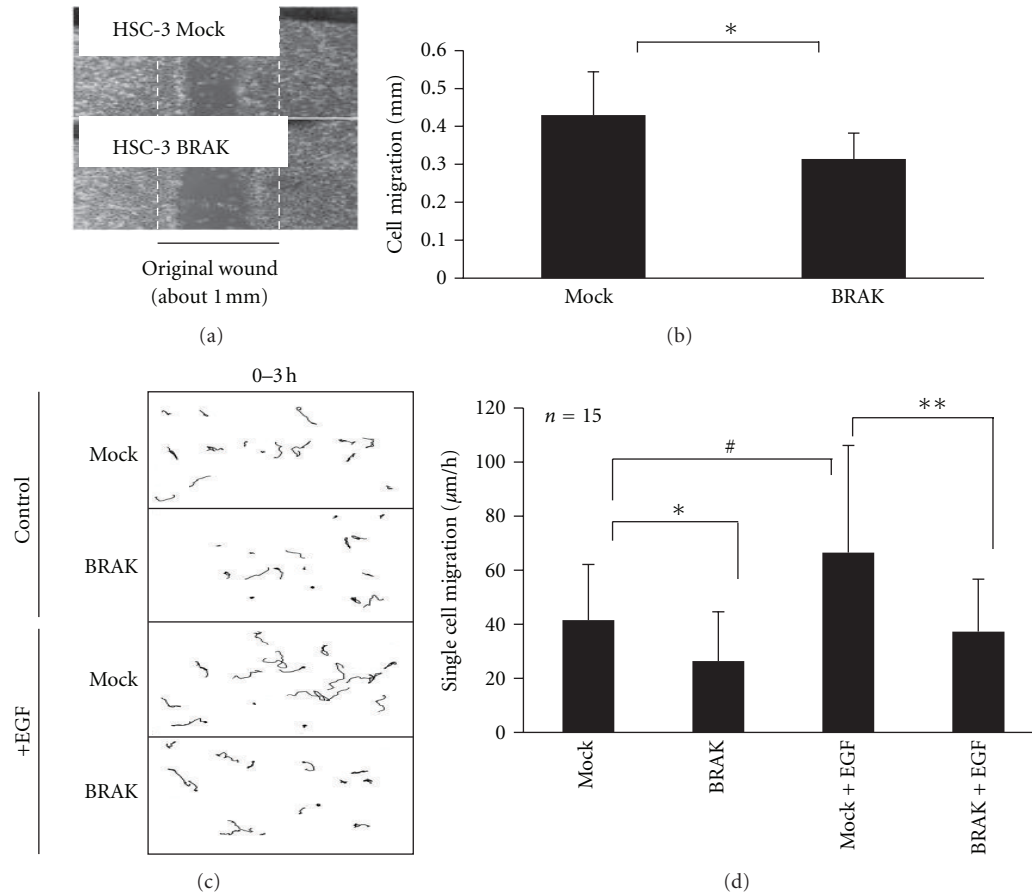 HSC-3 Mock
HSC-3 BRAK
Original wound
(about 1 mm)
(a)
Cell migration (mm)
0.6
0.5
0.4
0.3
0.2
0.1
0
*
Mock
BRAK
(b)
0–3 h
Control
Mock
BRAK
+EGF
Mock
BRAK
(c)
Single cell migration (μm/h)
120
100
80
60
40
20
0
n = 15
*
#
**
Mock
BRAK
Mock + EGF
BRAK + EGF
(d)